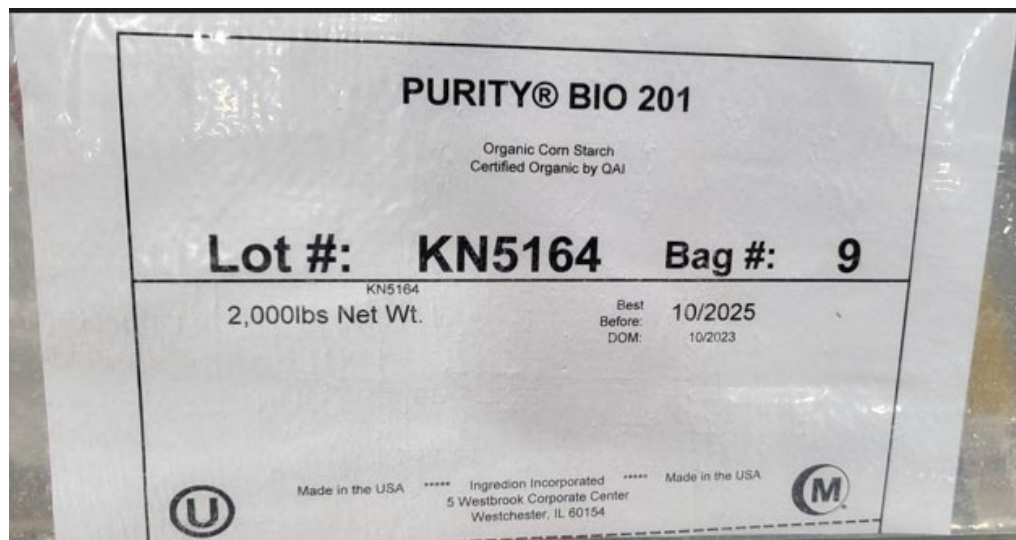 PURITY® BIO 201
Organic Corn Starch
Certified Organic by QAI
Lot #: KN5164 Bag #: 9
KN5164
2,000lbs Net Wt.
Best Before: 10/2025
DOM: 10/2023
Made in the USA ***** Ingredion Incorporated ***** Made in the USA
5 Westbrook Corporate Center
Westchester, IL 60154
U
M